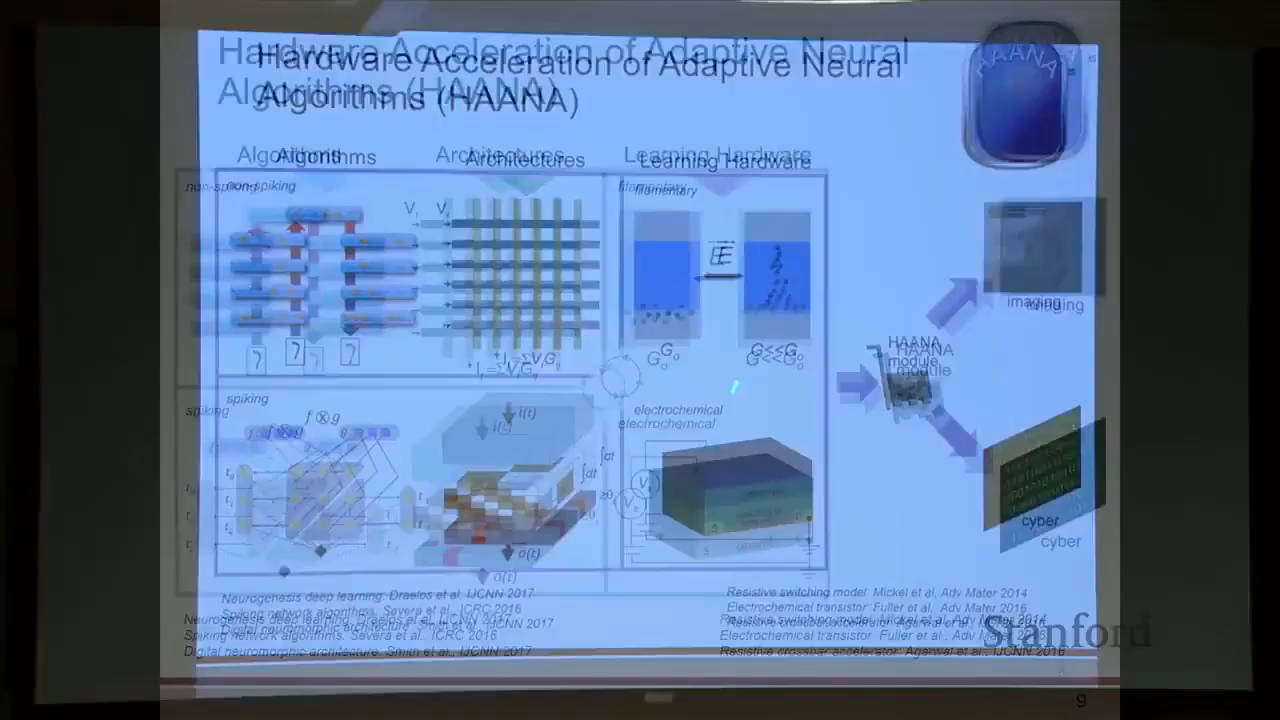 Hardware Acceleration of Adaptive Neural
Algorithms (HAANA)
HAANA
Algorithms
Architectures
Learning Hardware
non-spiking
filamentary
V
E
imaging
G
G<<G
HAANA
module
spiking
electrochemical
f⊗g
i(t)
∫dt
o(t)
cyber
Neurogenesis deep learning: Draelos et al. IJCNN 2017
Spiking network algorithms: Severa et al., ICRC 2016
Digital neuromorphic architecture: Smith et al., IJCNN 2017
Resistive switching model: Mickel et al, Adv Mater 2014
Electrochemical transistor: Fuller et al., Adv Mater 2016
Resistive crossbar accelerator: Agarwal et al., IJCNN 2016
Stanford
9